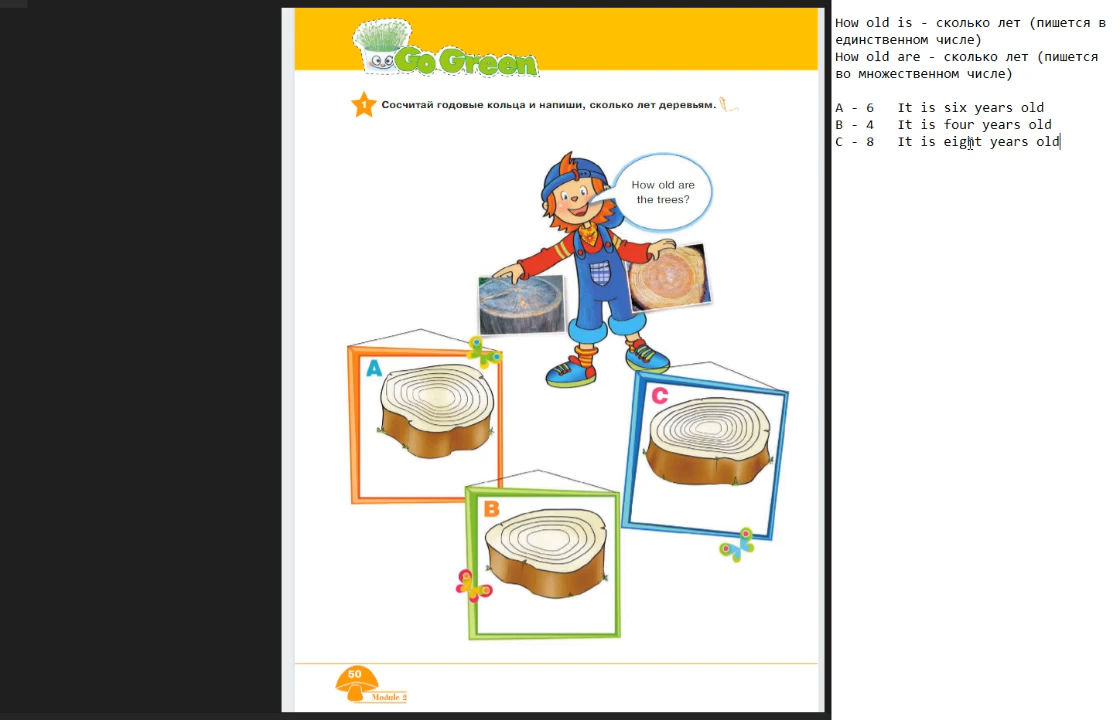 Go Green
1 Сосчитай годовые кольца и напиши, сколько лет деревьям.
How old are
the trees?
A
C
B
50
Module 2
How old is - сколько лет (пишется в
единственном числе)
How old are - сколько лет (пишется
во множественном числе)
A - 6 It is six years old
B - 4 It is four years old
C - 8 It is eight years old